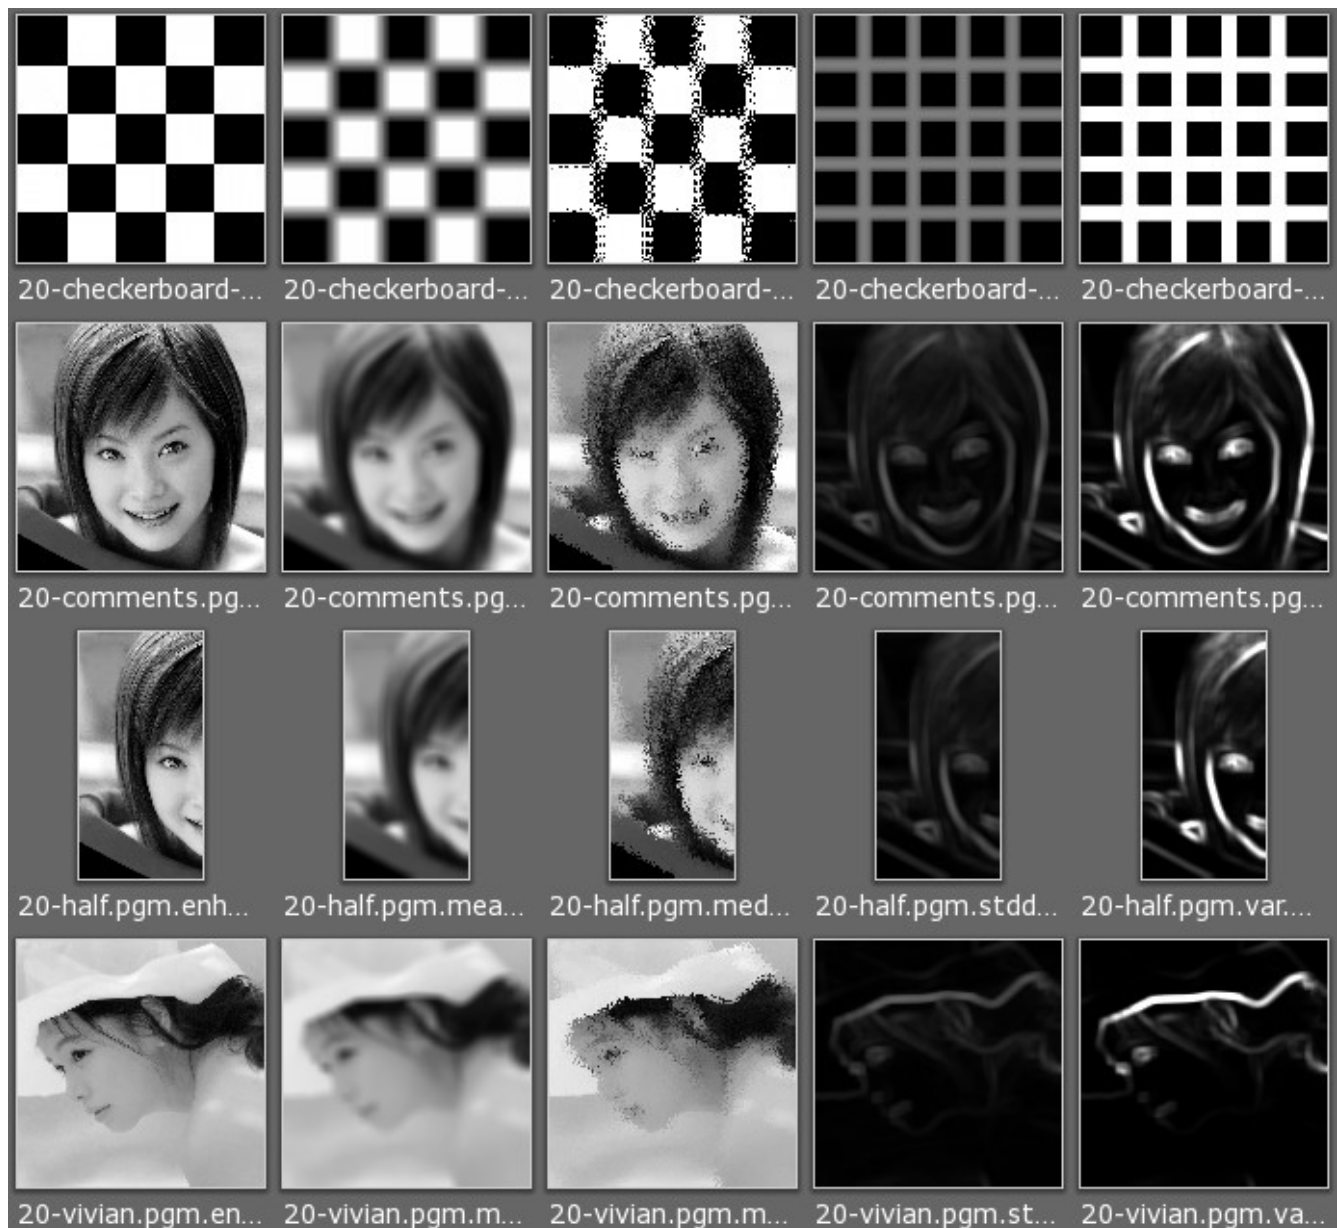 20-checkerboard-... 20-checkerboard-... 20-checkerboard-... 20-checkerboard-... 20-checkerboard-...
20-comments.pg... 20-comments.pg... 20-comments.pg... 20-comments.pg... 20-comments.pg...
20-half.pgm.enh... 20-half.pgm.mea... 20-half.pgm.med... 20-half.pgm.stdd... 20-half.pgm.var....
20-vivian.pgm.en... 20-vivian.pgm.m... 20-vivian.pgm.m... 20-vivian.pgm.st... 20-vivian.pgm.va...